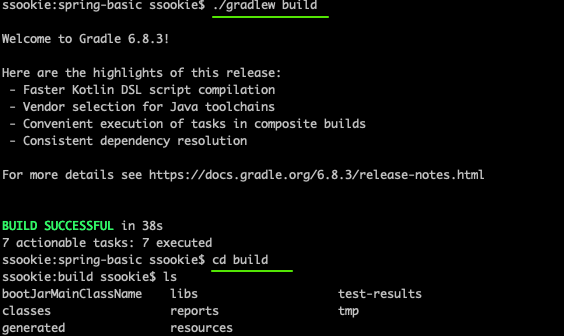 ssookie:spring-basic ssookie$ ./gradlew build
Welcome to Gradle 6.8.3!
Here are the highlights of this release:
- Faster Kotlin DSL script compilation
- Vendor selection for Java toolchains
- Convenient execution of tasks in composite builds
- Consistent dependency resolution
For more details see https://docs.gradle.org/6.8.3/release-notes.html
BUILD SUCCESSFUL in 38s
7 actionable tasks: 7 executed
ssookie:spring-basic ssookie$ cd build
ssookie:build ssookie$ ls
bootJarMainClassName libs test-results
classes reports tmp
generated resources